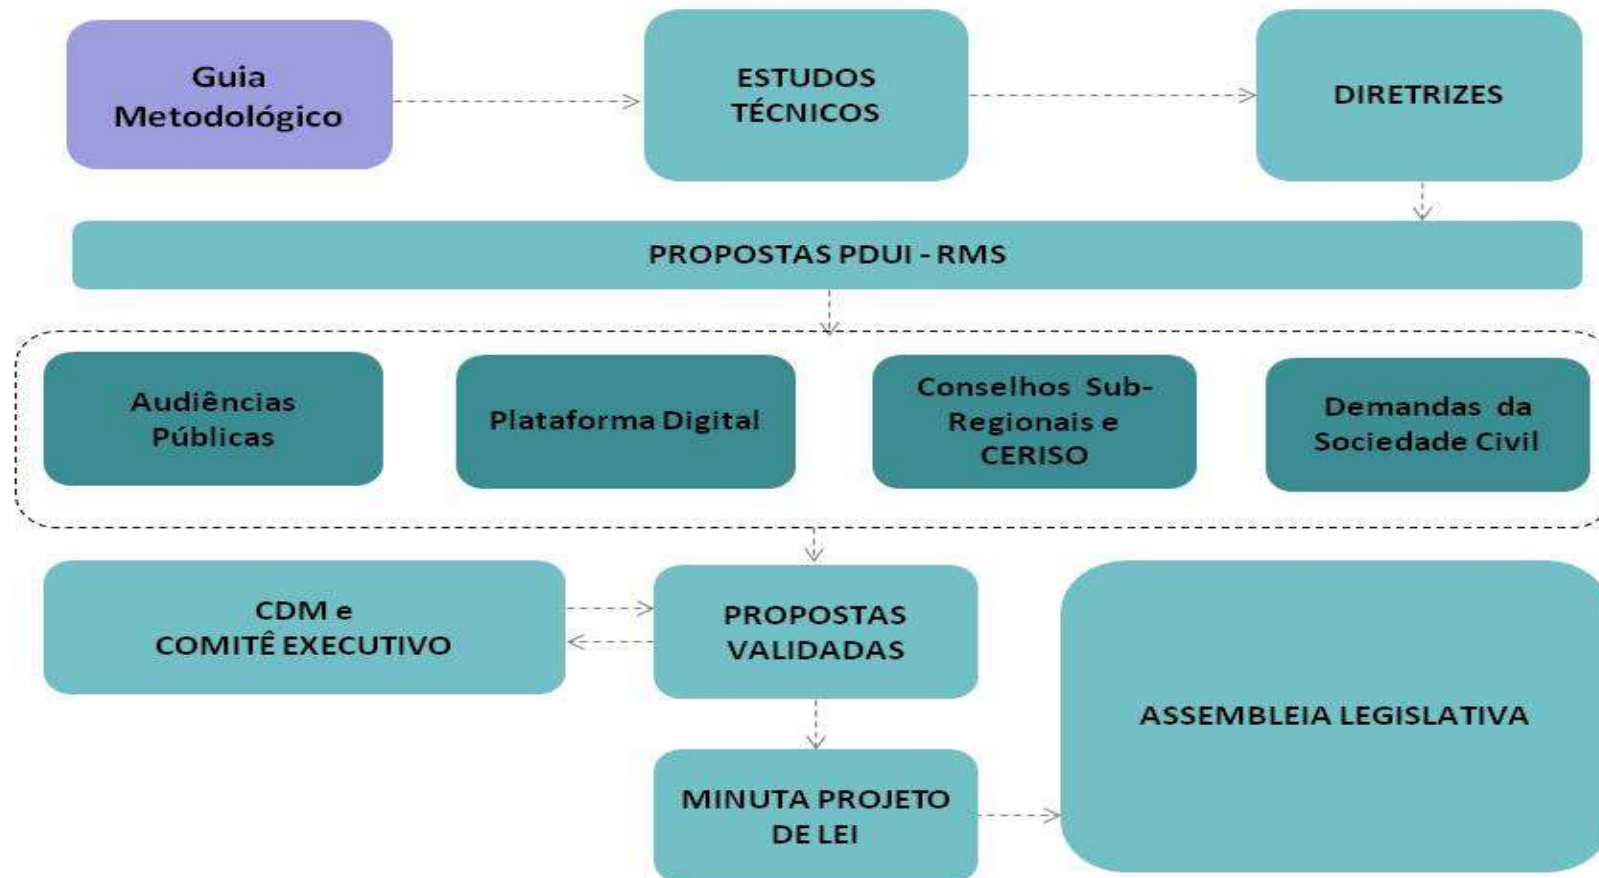 Guia
Metodológico
ESTUDOS
TÉCNICOS
DIRETRIZES
PROPOSTAS PDUI - RMS
Audiências
Públicas
Plataforma Digital
Conselhos Sub-
Regionais e
CERISO
Demandas da
Sociedade Civil
CDM e
COMITÊ EXECUTIVO
PROPOSTAS
VALIDADAS
ASSEMBLEIA LEGISLATIVA
MINUTA PROJETO
DE LEI